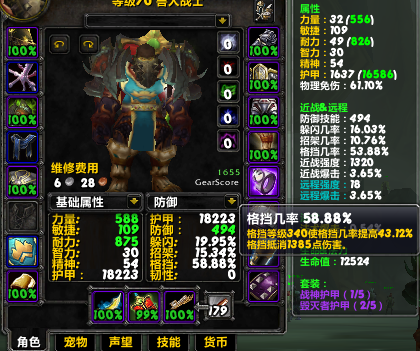 等级70 兽人战士
100%
100%
100%
100%
100%
100%
100%
100%
100%
0
0
0
0
维修费用
6 28
1655
GearScore
基础属性
防御
力量: 588
敏捷: 109
耐力: 875
智力: 30
精神: 54
护甲: 18223
护甲: 18223
防御: 494
躲闪: 19.95%
招架: 15.34%
格挡: 58.88%
韧性: 0
100%
99%
100%
179
角色
宠物
声望
技能
货币
属性
力量：32 (556)
敏捷：109
耐力：49 (826)
智力：30
精神：54
护甲：1637 (16586)
物理免伤：61.10%
近战&远程
防御技能：494
躲闪几率：16.03%
招架几率：10.76%
格挡几率：53.88%
近战强度：1320
近战爆击：3.65%
远程强度：18
远程爆击：3.65%
格挡几率 58.88%
格挡等级340使格挡几率提高43.12%
格挡抵消1385点伤害。
生命值：12524
套装：
战神护甲（1/5）
毁灭者护甲（1/5）